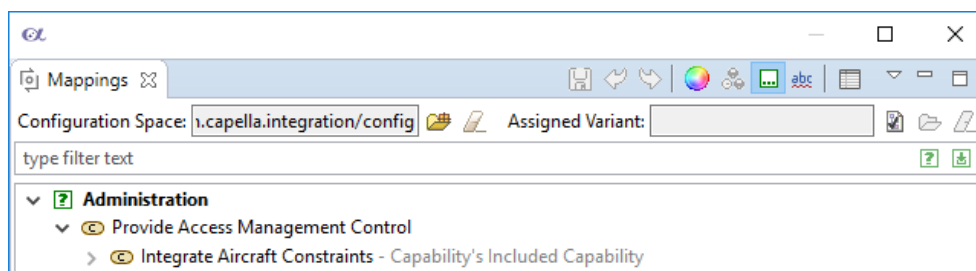 Mappings
abc
Configuration Space: ı.capella.integration/config Assigned Variant:
type filter text
Administration
Provide Access Management Control
Integrate Aircraft Constraints - Capability's Included Capability